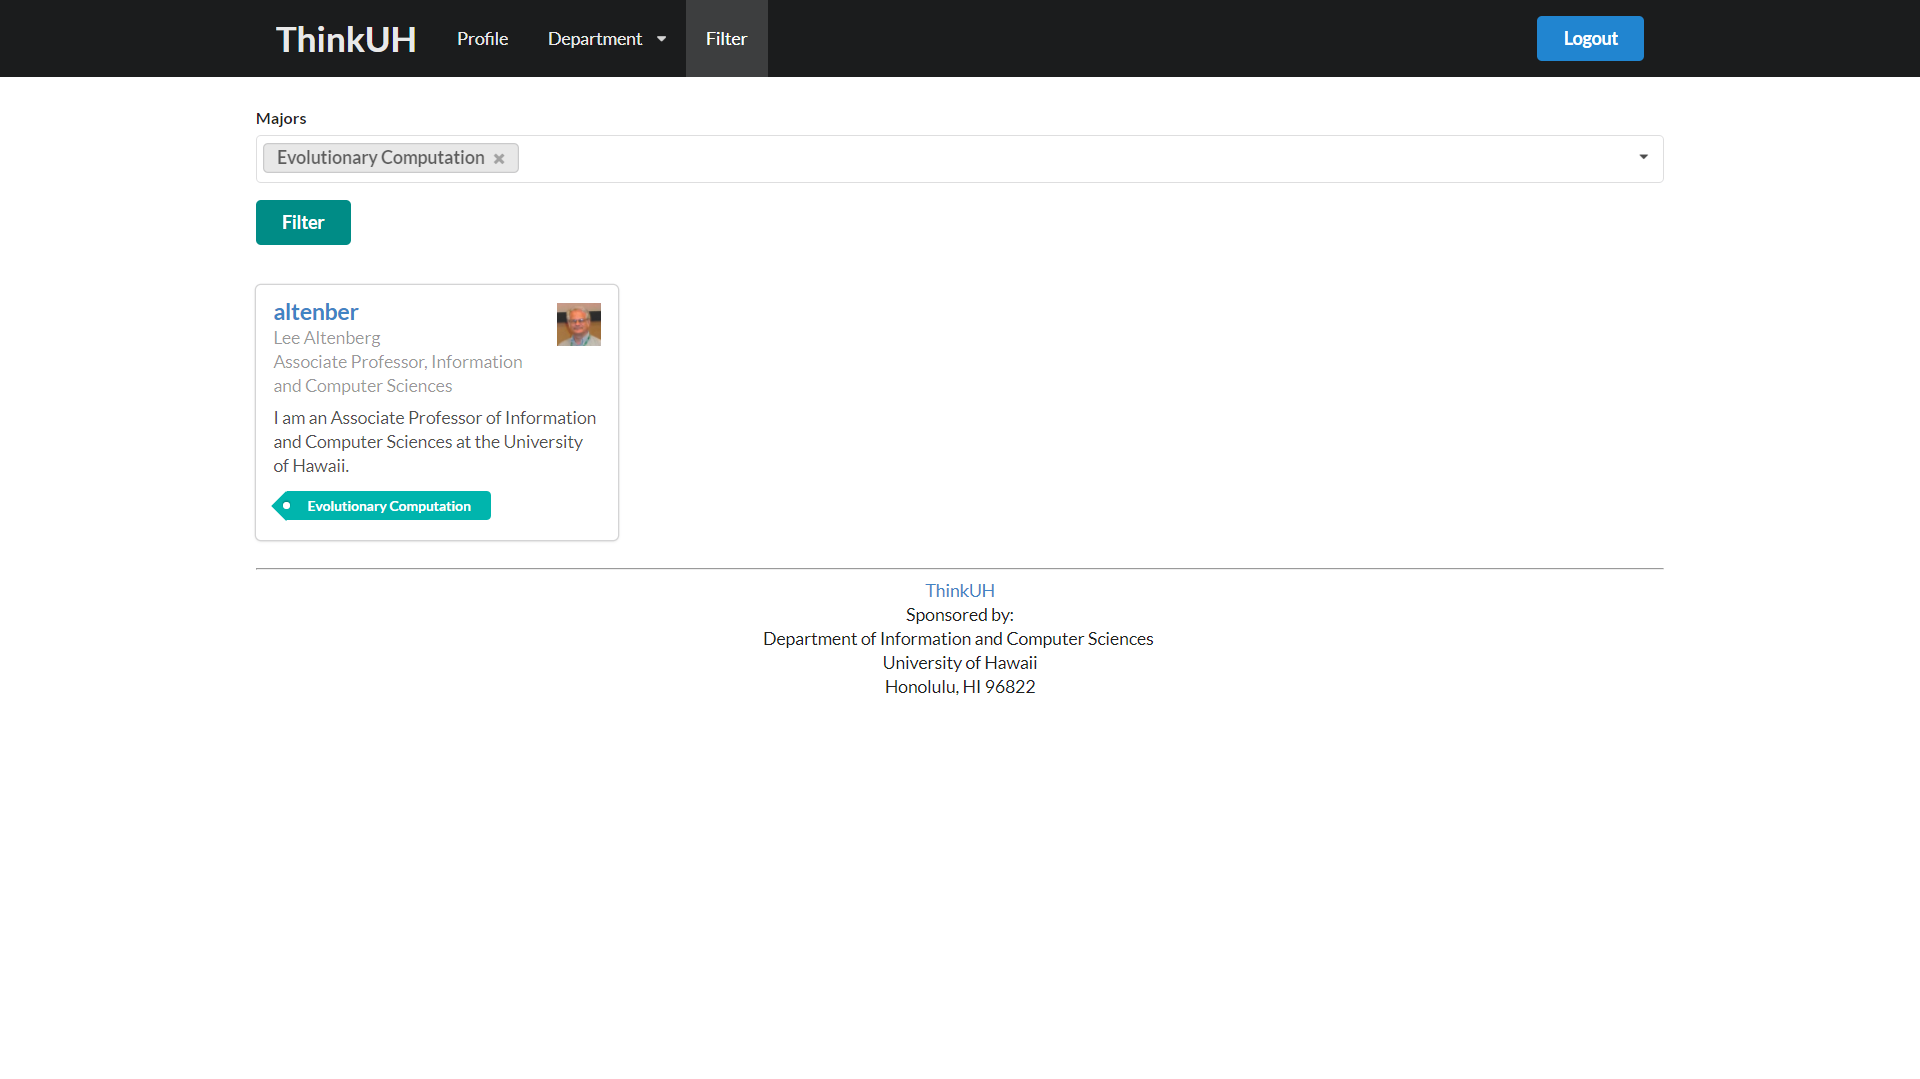 ThinkUH Profile Department Filter Logout
Majors
Evolutionary Computation
Filter
altenber
Lee Altenberg
Associate Professor, Information
and Computer Sciences
I am an Associate Professor of Information
and Computer Sciences at the University
of Hawaii.
Evolutionary Computation
ThinkUH
Sponsored by:
Department of Information and Computer Sciences
University of Hawaii
Honolulu, HI 96822